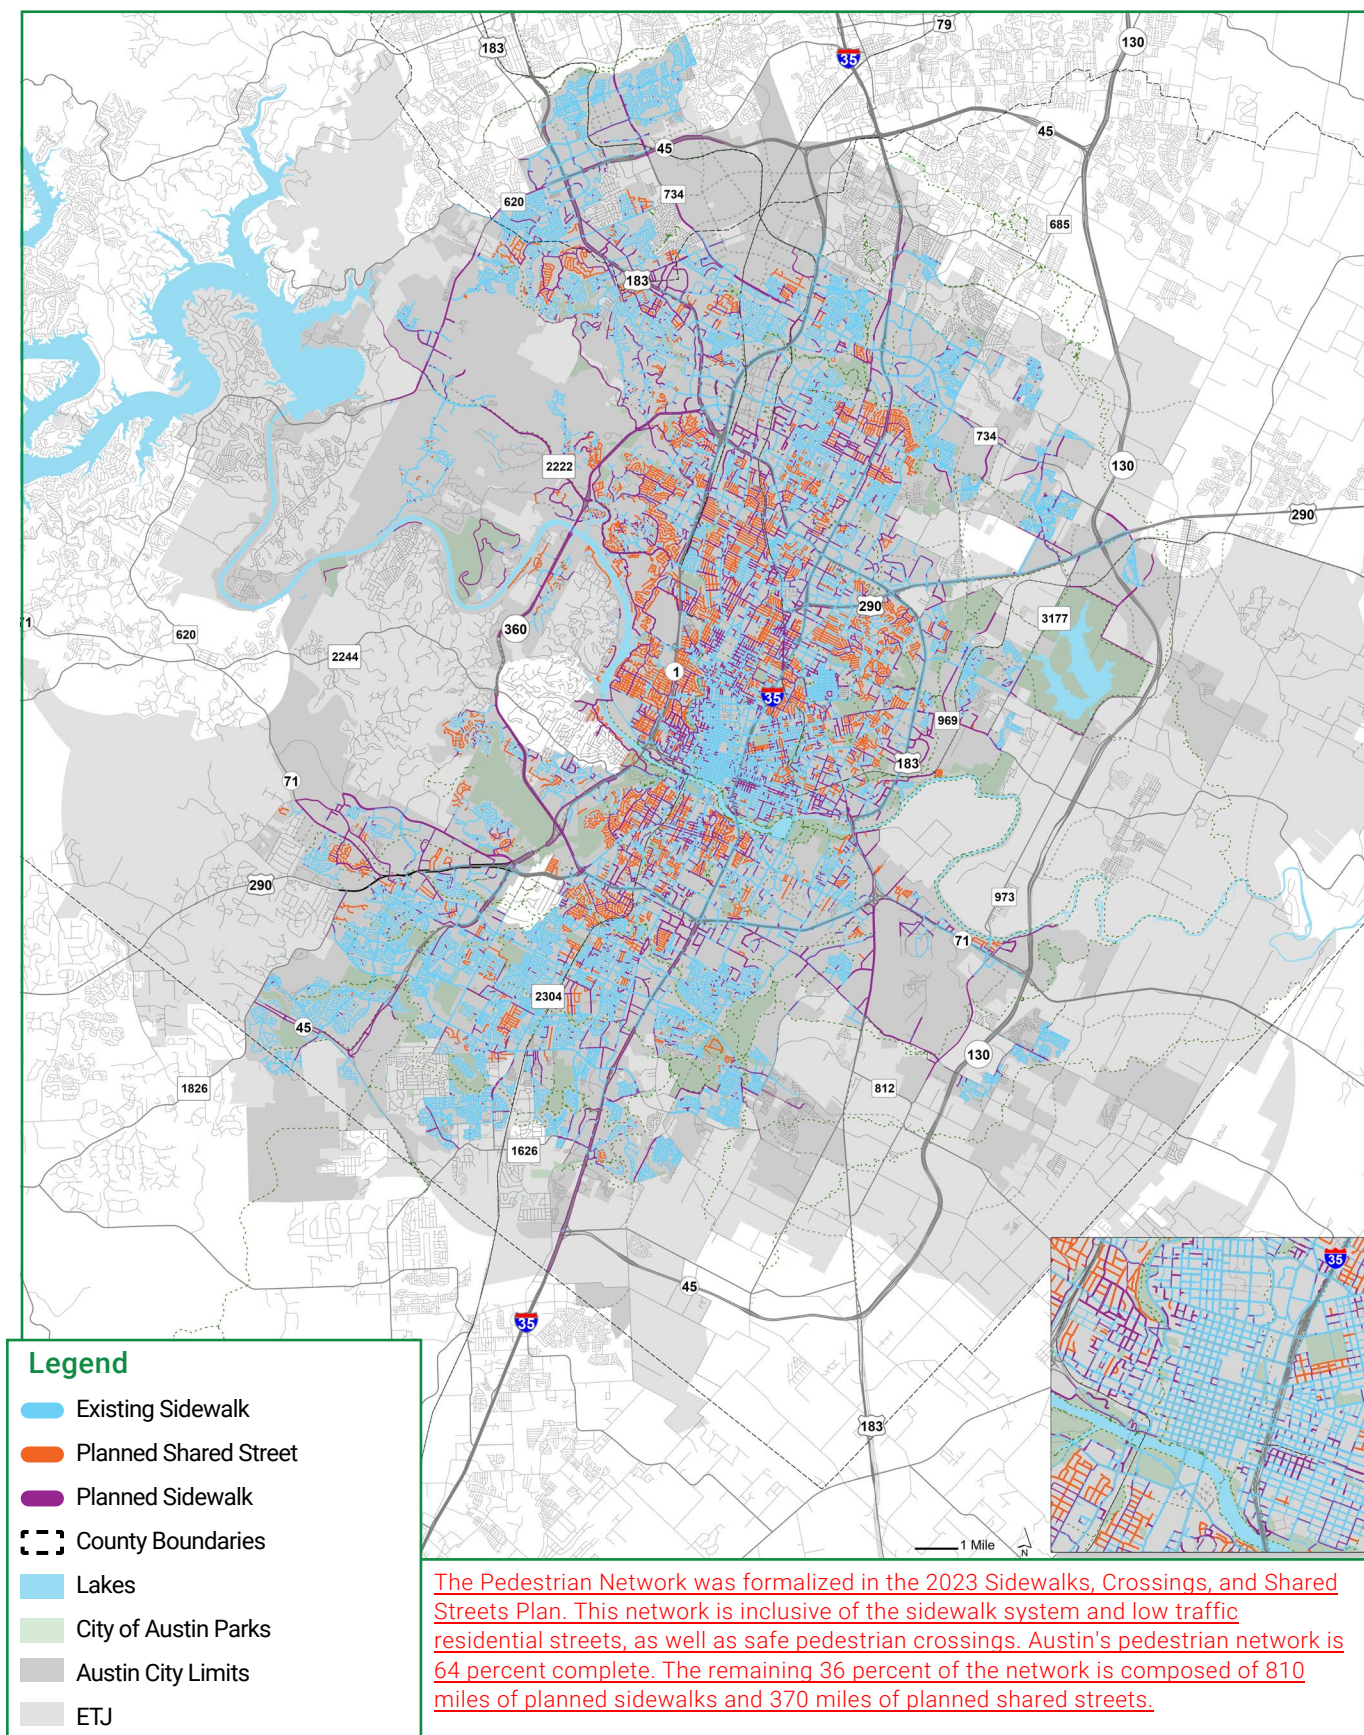 79
183
35
130
45
45
734
620
685
183
734
2222
130
290
290
3177
360
620
71
2244
1
35
969
183
71
290
973
71
2304
45
130
1826
812
1626
45
35
35
183
1 Mile
N
Legend
Existing Sidewalk
Planned Shared Street
Planned Sidewalk
County Boundaries
Lakes
City of Austin Parks
Austin City Limits
ETJ
The Pedestrian Network was formalized in the 2023 Sidewalks, Crossings, and Shared
Streets Plan. This network is inclusive of the sidewalk system and low traffic
residential streets, as well as safe pedestrian crossings. Austin's pedestrian network is
64 percent complete. The remaining 36 percent of the network is composed of 810
miles of planned sidewalks and 370 miles of planned shared streets.